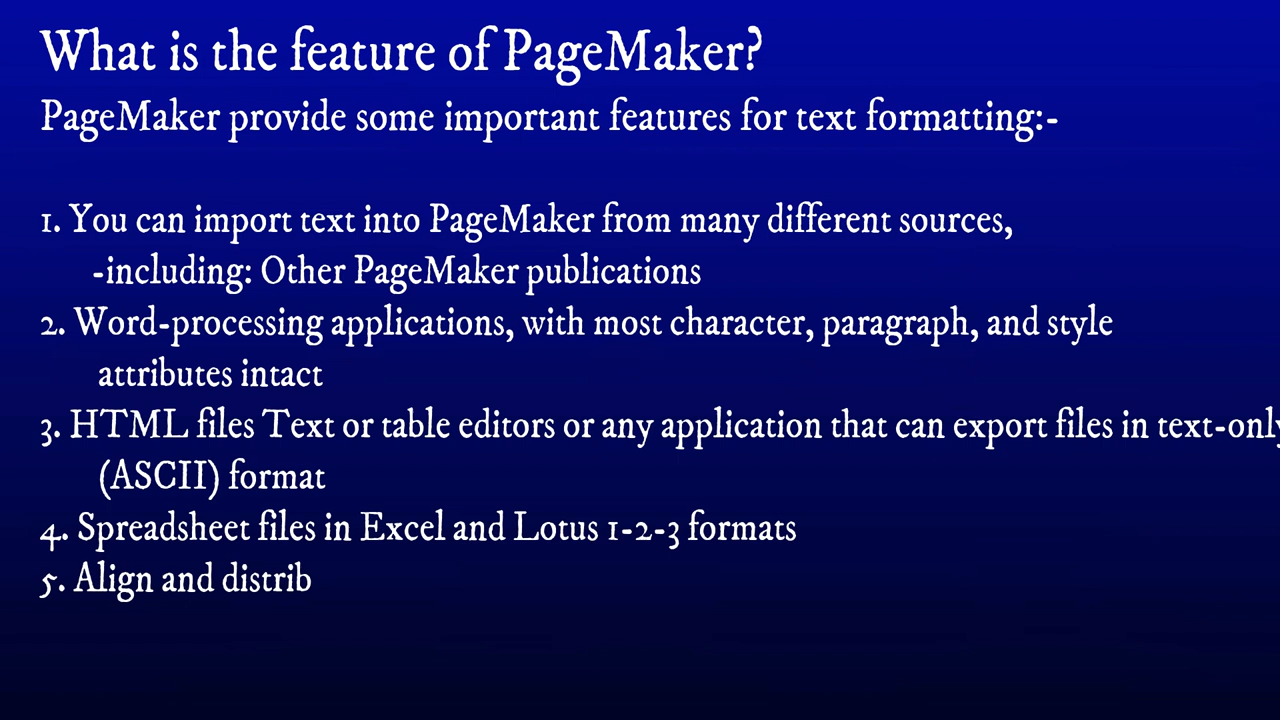 What is the feature of PageMaker?
PageMaker provide some important features for text formatting:-
1. You can import text into PageMaker from many different sources,
-including: Other PageMaker publications
2. Word-processing applications, with most character, paragraph, and style
attributes intact
3. HTML files Text or table editors or any application that can export files in text-only
(ASCII) format
4. Spreadsheet files in Excel and Lotus 1-2-3 formats
5. Align and distrib